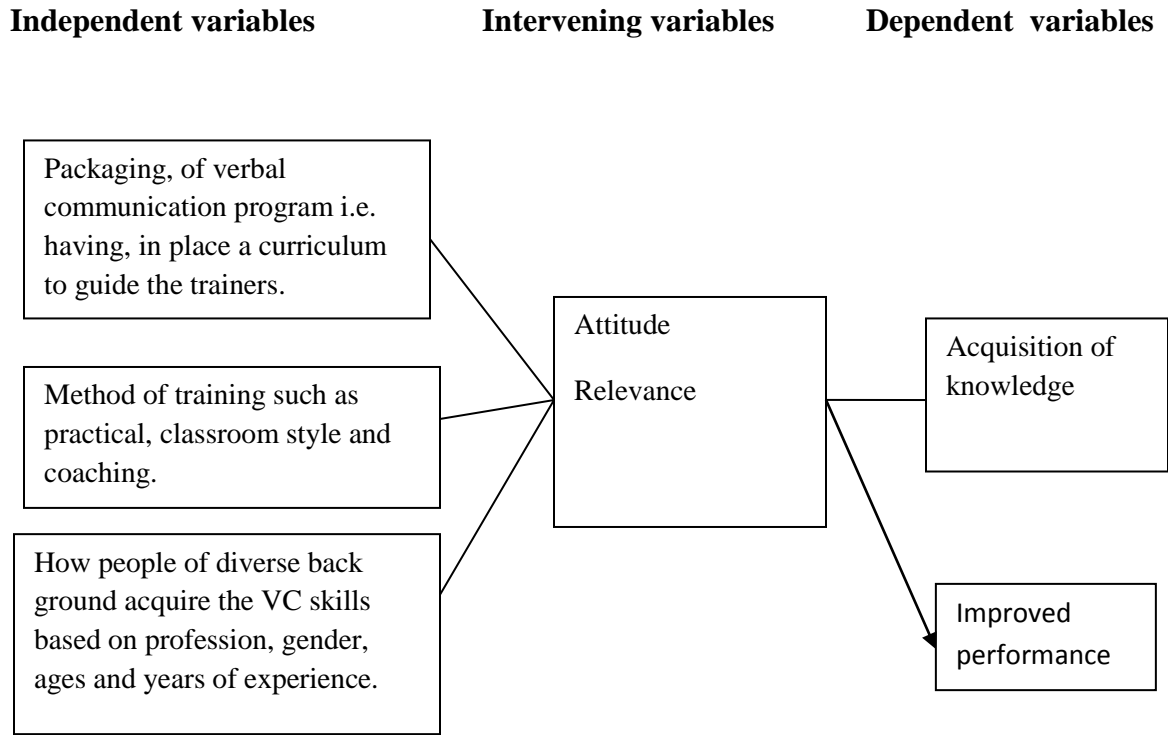 Independent variables
Intervening variables
Dependent  variables
Packaging, of verbal
communication program i.e.
having, in place a curriculum
to guide the trainers.
Method of training such as
practical, classroom style and
coaching.
How people of diverse back
ground acquire the VC skills
based on profession, gender,
ages and years of experience.
Attitude
Relevance
Acquisition of
knowledge
Improved
performance